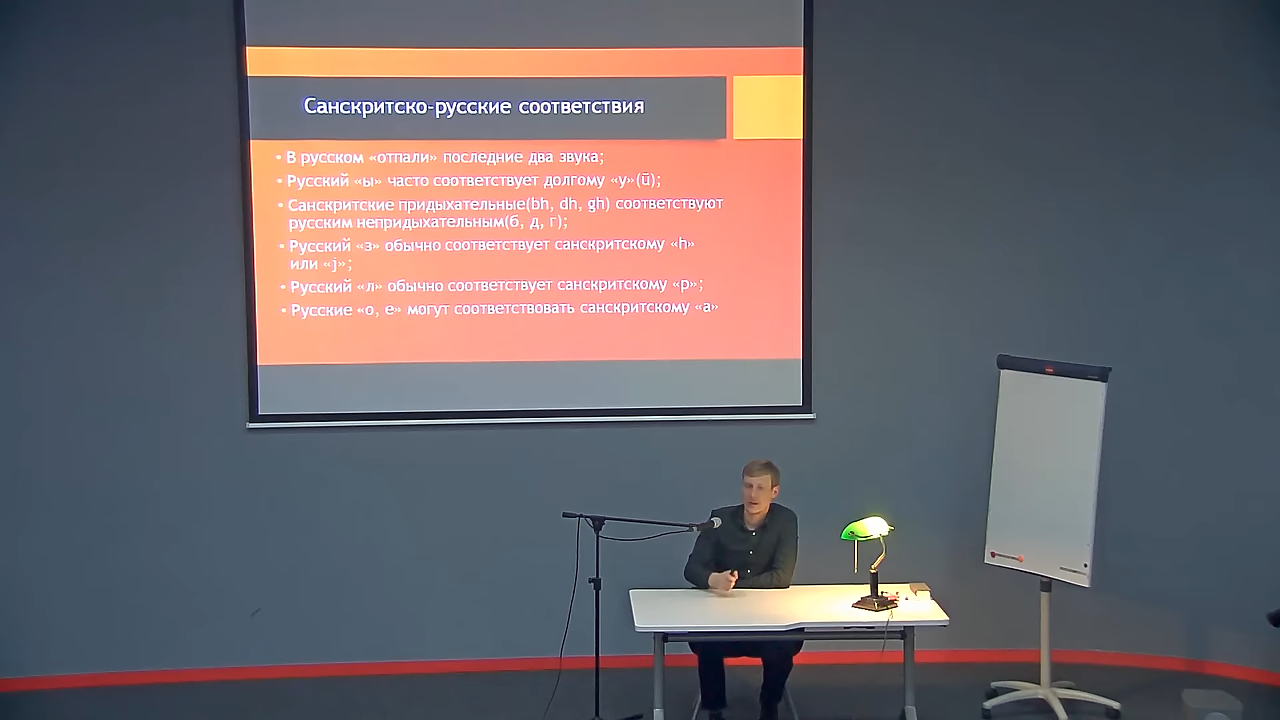 Санскритско-русские соответствия
• В русском «отпали» последние два звука;
• Русский «ы» часто соответствует долгому «у»(ū);
• Санскритские придыхательные(bh, dh, gh) соответствуют
русским непридыхательным(б, д, г);
• Русский «з» обычно соответствует санскритскому «h»
или «j»;
• Русский «л» обычно соответствует санскритскому «р»;
• Русские «о, е» могут соответствовать санскритскому «а»